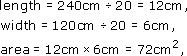 length = 240cm ÷ 20 = 12cm,
width = 120cm ÷ 20 = 6cm,
area = 12cm × 6cm = 72cm²,